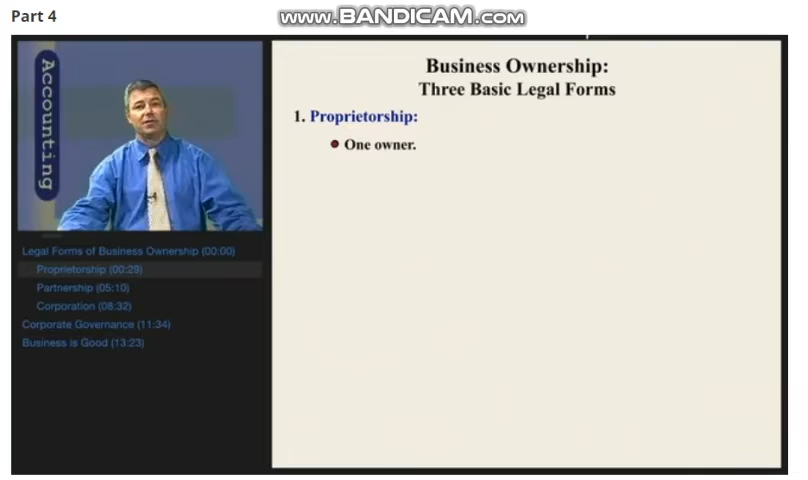 Part 4
WWW.BANDICAM.COM
Accounting
Business Ownership:
Three Basic Legal Forms
1. Proprietorship:
One owner.
Legal Forms of Business Ownership (00:00)
Proprietorship (00:29)
Partnership (05:10)
Corporation (08:32)
Corporate Governance (11:34)
Business is Good (13:23)